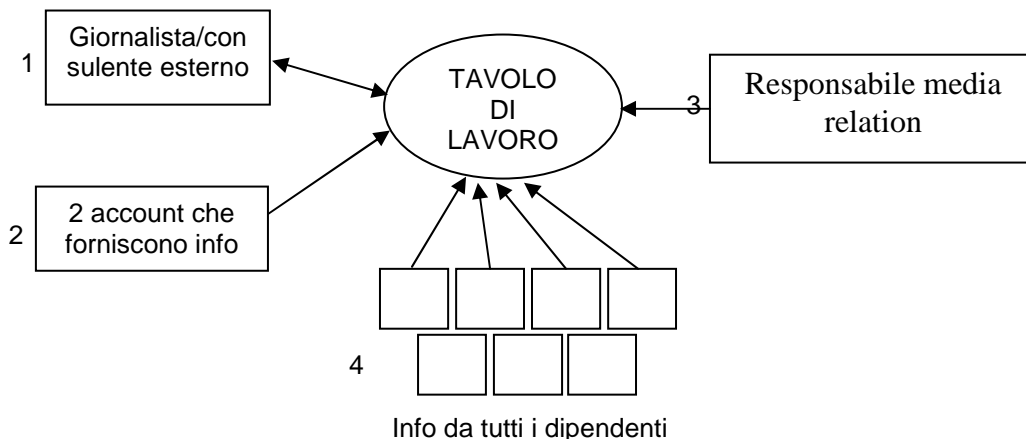 1
Giornalista/con
sulente esterno
TAVOLO
DI
LAVORO
3
Responsabile media
relation
2
2 account che
forniscono info
4
Info da tutti i dipendenti